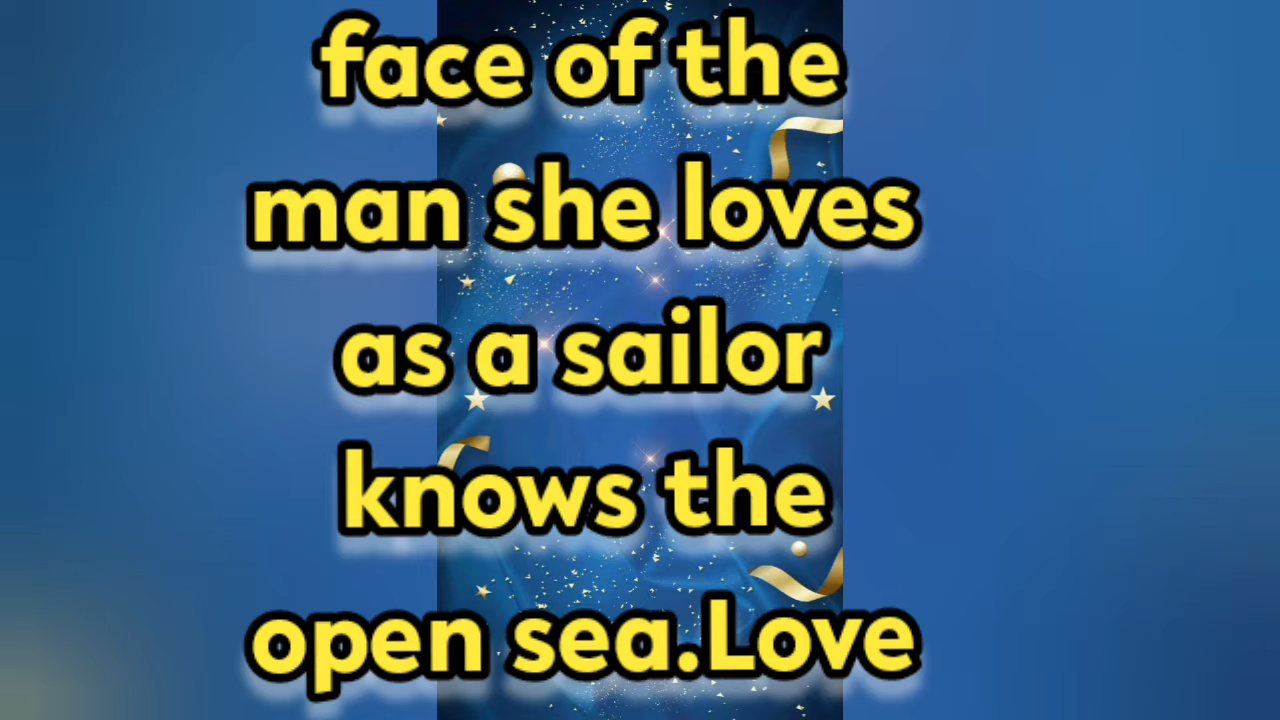 face of the
man she loves
as a sailor
knows the
open sea.Love